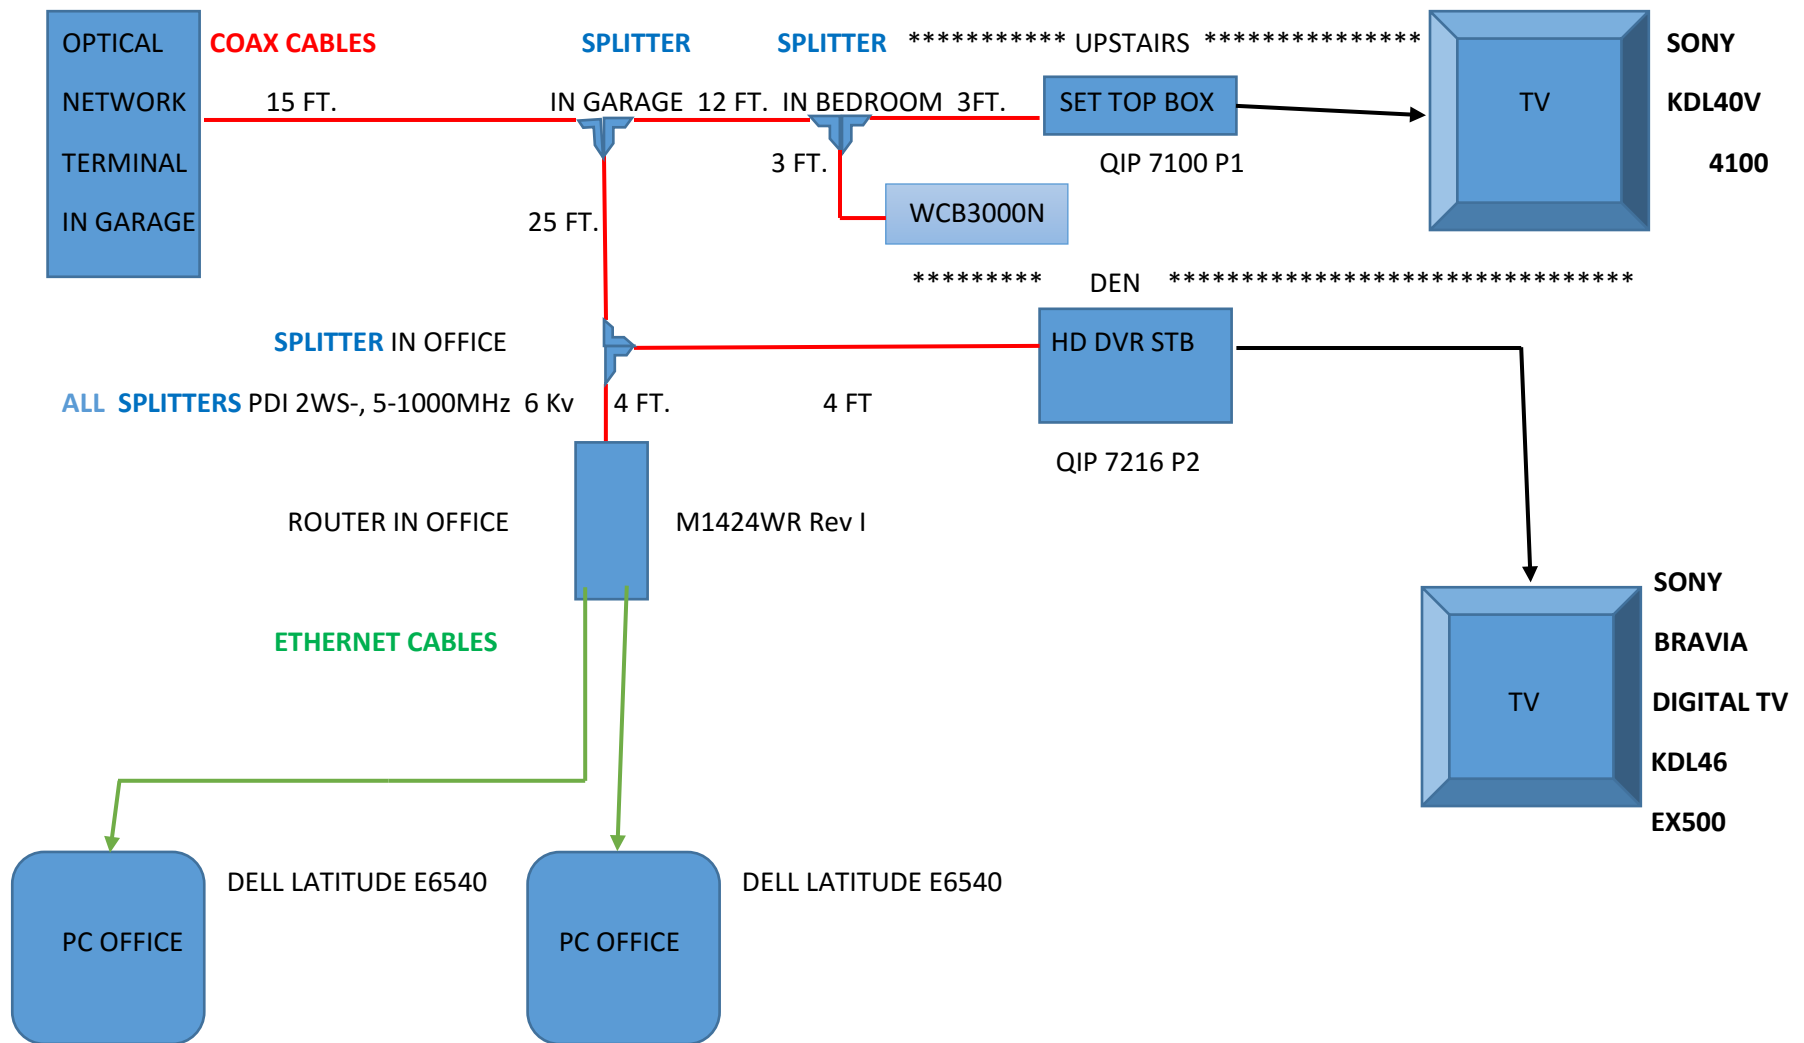 OPTICAL COAX CABLES SPLITTER SPLITTER *********** UPSTAIRS *************** SONY
NETWORK 15 FT. IN GARAGE 12 FT. IN BEDROOM 3FT. SET TOP BOX TV KDL40V
TERMINAL 3 FT. QIP 7100 P1 4100
IN GARAGE 25 FT. WCB3000N
********* DEN ******************************
SPLITTER IN OFFICE HD DVR STB
ALL SPLITTERS PDI 2WS-, 5-1000MHz 6 Kv 4 FT. 4 FT
QIP 7216 P2
ROUTER IN OFFICE M1424WR Rev I
SONY
ETHERNET CABLES BRAVIA
TV DIGITAL TV
KDL46
EX500
DELL LATITUDE E6540 DELL LATITUDE E6540
PC OFFICE PC OFFICE